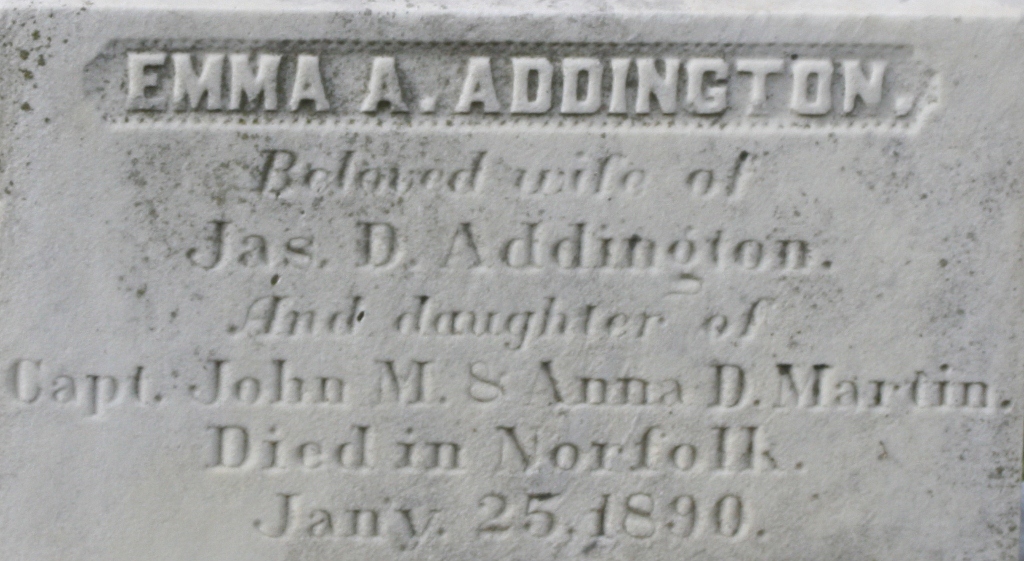 EMMA A. ADDINGTON.
Beloved wife of
Jas. D. Addington.
And daughter of
Capt. John M. & Anna D. Martin.
Died in Norfolk.
Jan'y. 25, 1890.